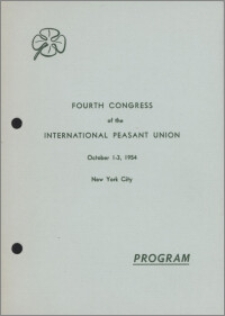 FOURTH CONGRESS
of the
INTERNATIONAL PEASANT UNION
October 1-3, 1954
New York City
PROGRAM